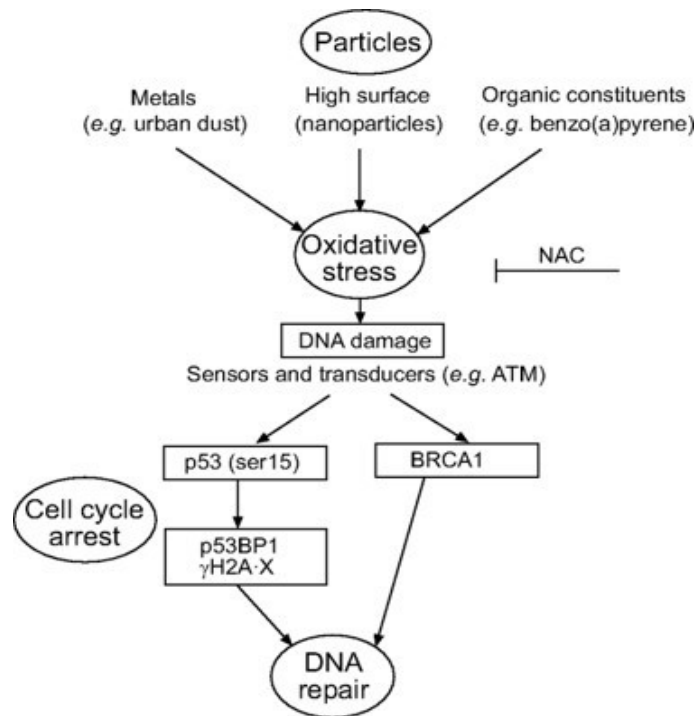 Particles
Metals
(e.g. urban dust)
High surface
(nanoparticles)
Organic constituents
(e.g. benzo(a)pyrene)
Oxidative
stress
NAC
DNA damage
Sensors and transducers (e.g. ATM)
p53 (ser15)
BRCA1
Cell cycle
arrest
p53BP1
γH2A·X
DNA
repair